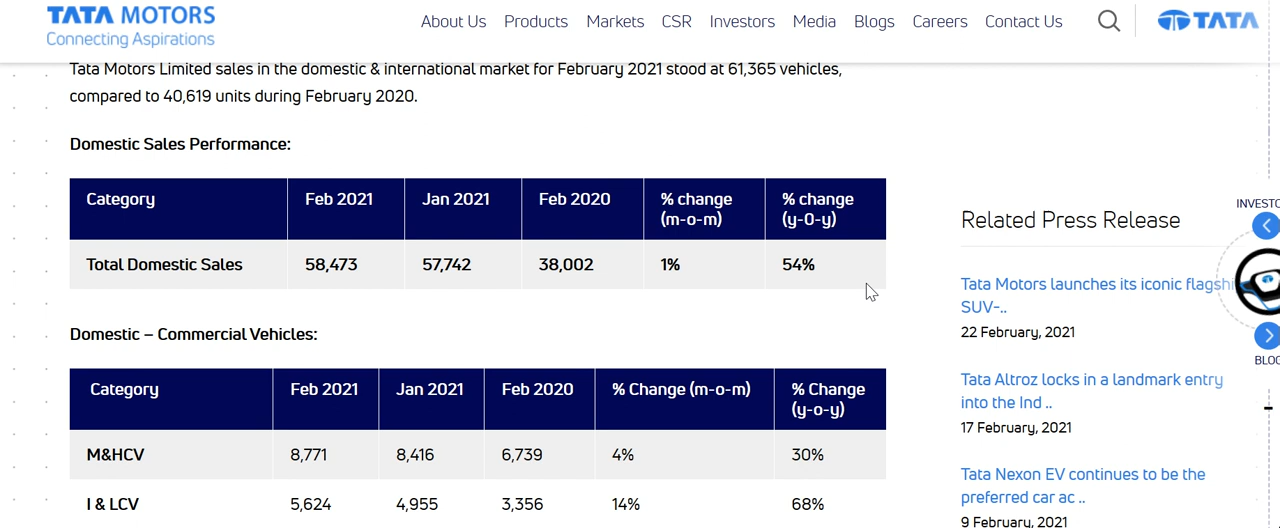 TATA MOTORS
Connecting Aspirations
About Us Products Markets CSR Investors Media Blogs Careers Contact Us
TATA
Tata Motors Limited sales in the domestic & international market for February 2021 stood at 61,365 vehicles,
compared to 40,619 units during February 2020.
Domestic Sales Performance:
Category Feb 2021 Jan 2021 Feb 2020 % change (m-o-m) % change (y-0-y)
Total Domestic Sales 58,473 57,742 38,002 1% 54%
Domestic – Commercial Vehicles:
Category Feb 2021 Jan 2021 Feb 2020 % Change (m-o-m) % Change (y-o-y)
M&HCV 8,771 8,416 6,739 4% 30%
I & LCV 5,624 4,955 3,356 14% 68%
Related Press Release
Tata Motors launches its iconic flagshi
SUV-..
22 February, 2021
Tata Altroz locks in a landmark entry
into the Ind ..
17 February, 2021
Tata Nexon EV continues to be the
preferred car ac ..
9 February, 2021
INVESTO
BLOG